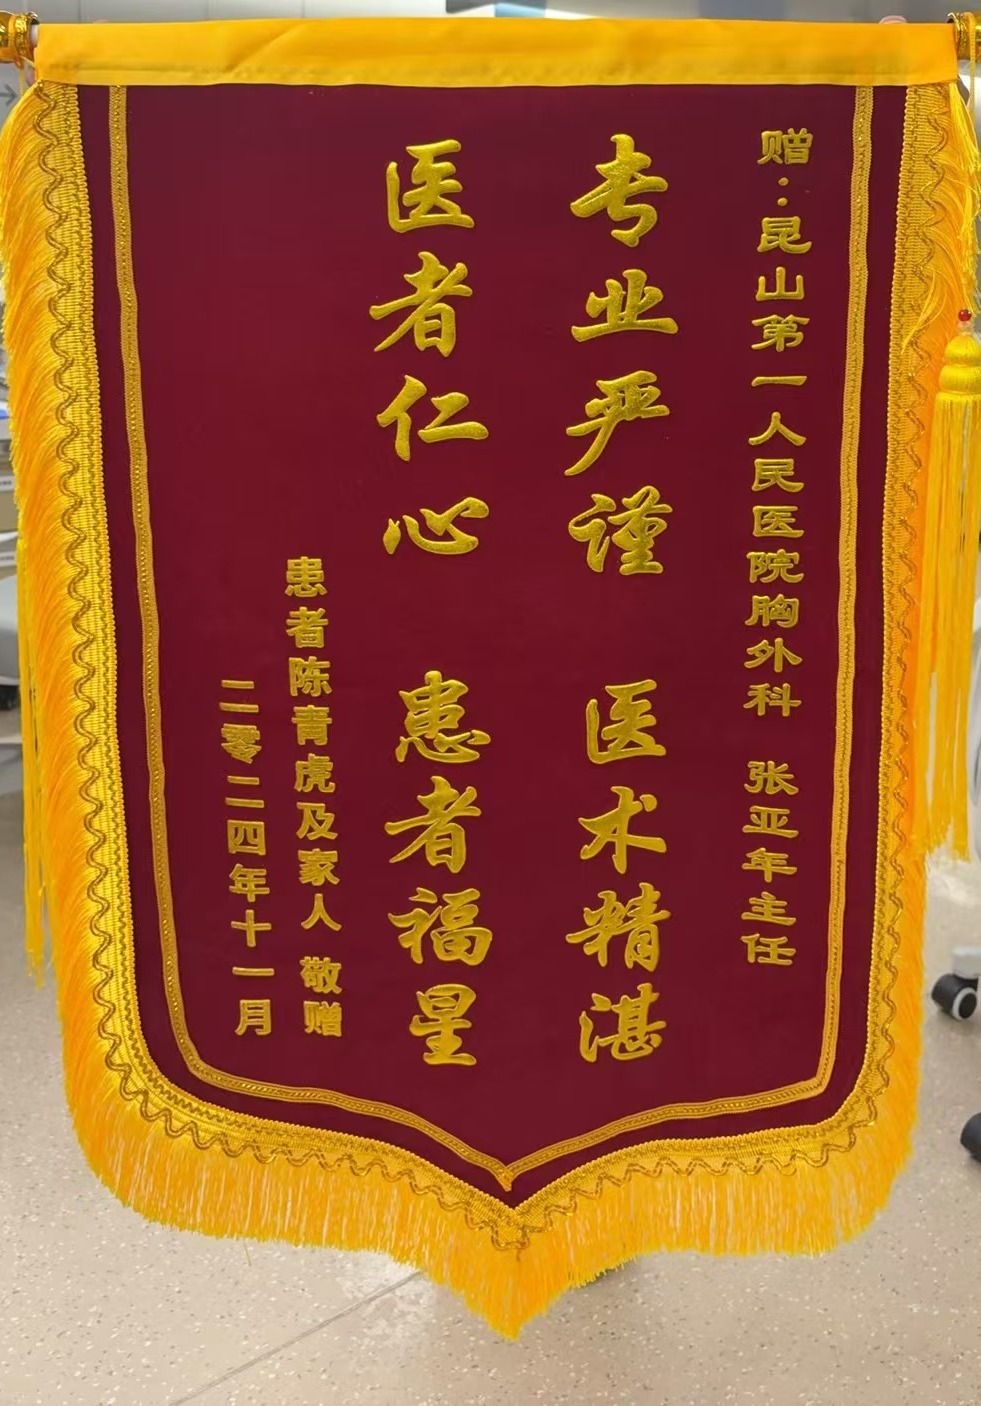 赠：昆山第一人民医院胸外科 张亚年主任
专业严谨 医术精湛
医者仁心 患者福星
患者陈青虎及家人 敬赠
二零二四年十一月